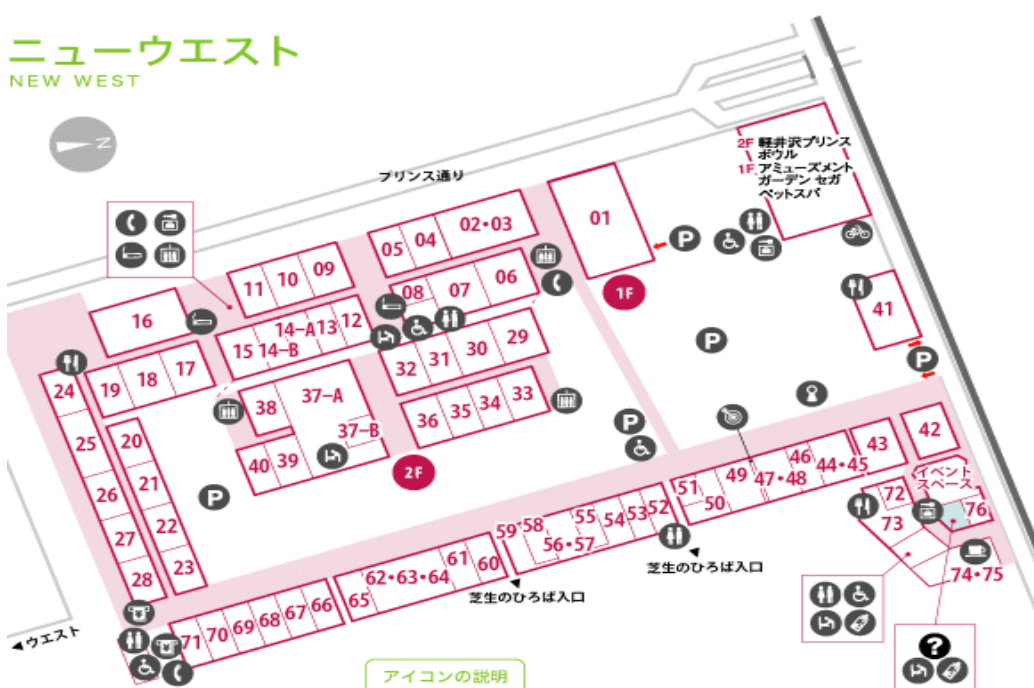 ニューウエスト
NEW WEST
N
プリンス通り
2F 軽井沢プリンス
ボウル
1F アミューズメント
ガーデン セガ
ペットスパ
01
02•03
04
05
1F
P
06
07
08
09
10
11
12
13
14-A
14-B
15
16
17
18
19
41
P
P
29
30
31
32
33
34
35
36
37-A
37-B
38
39
40
2F
P
P
20
21
22
23
24
25
26
27
28
42
43
44•45
46
47•48
49
50
51
イベント
スペース
72
73
76
74•75
52
53
54
55
56•57
58
59
芝生のひろば入口
芝生のひろば入口
60
61
62•63•64
65
66
67
68
69
70
71
◀ウエスト
?
アイコンの説明